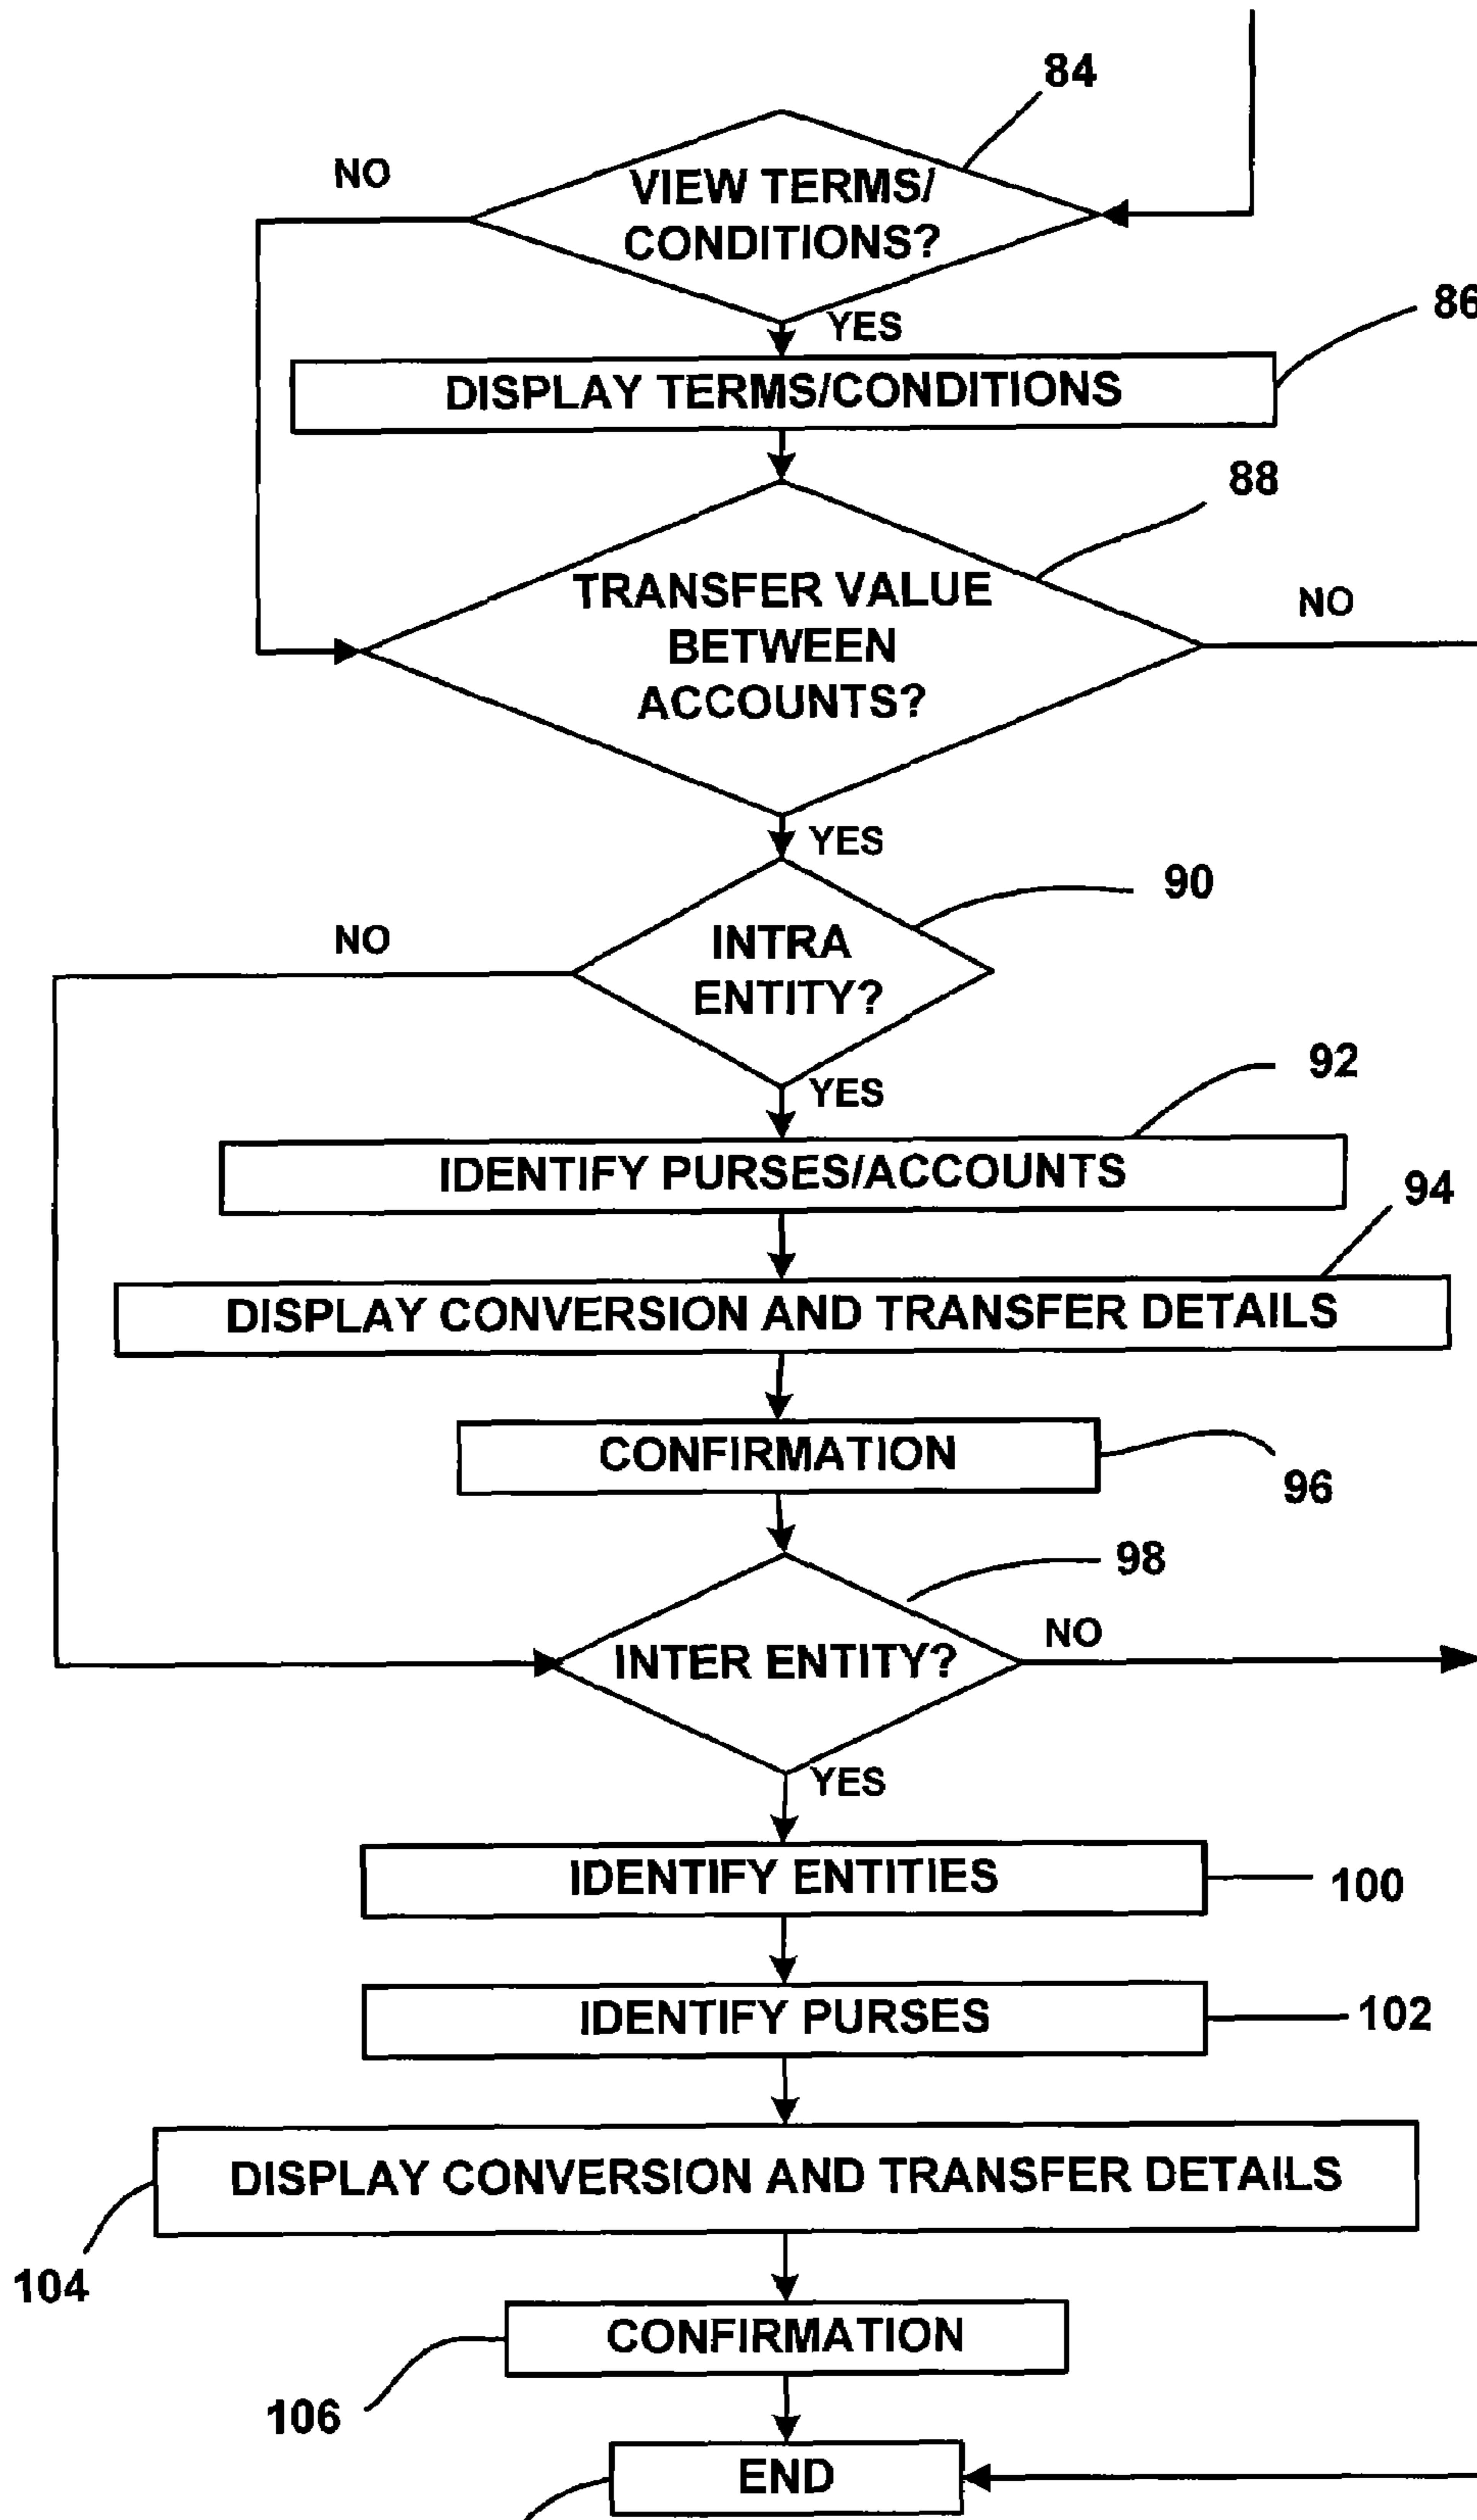 84
NO
VIEW TERMS/
CONDITIONS?
86
YES
DISPLAY TERMS/CONDITIONS
88
TRANSFER VALUE
BETWEEN
ACCOUNTS?
NO
YES
90
NO
INTRA
ENTITY?
92
YES
IDENTIFY PURSES/ACCOUNTS
94
DISPLAY CONVERSION AND TRANSFER DETAILS
CONFIRMATION
96
98
NO
INTER ENTITY?
YES
IDENTIFY ENTITIES
100
IDENTIFY PURSES
102
DISPLAY CONVERSION AND TRANSFER DETAILS
104
CONFIRMATION
106
END